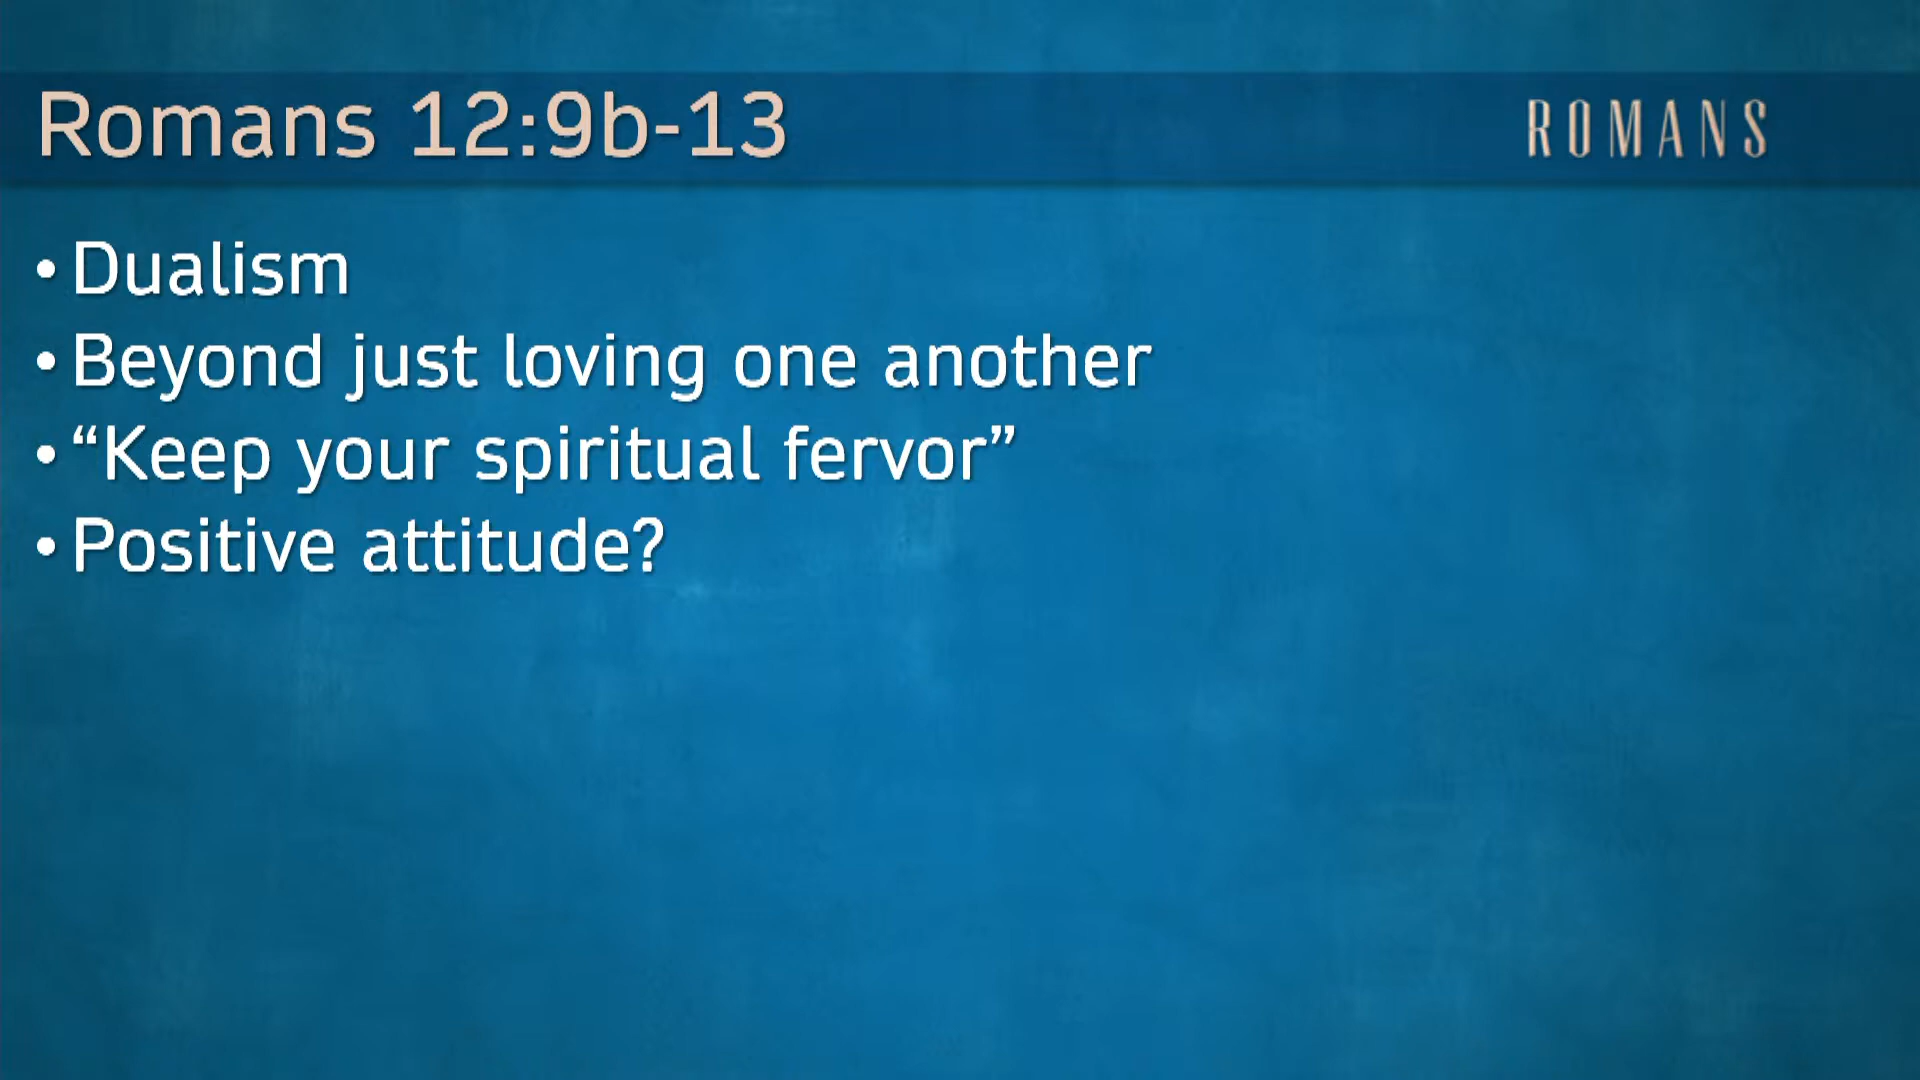 Romans 12:9b-13
ROMANS
• Dualism
• Beyond just loving one another
• “Keep your spiritual fervor”
• Positive attitude?